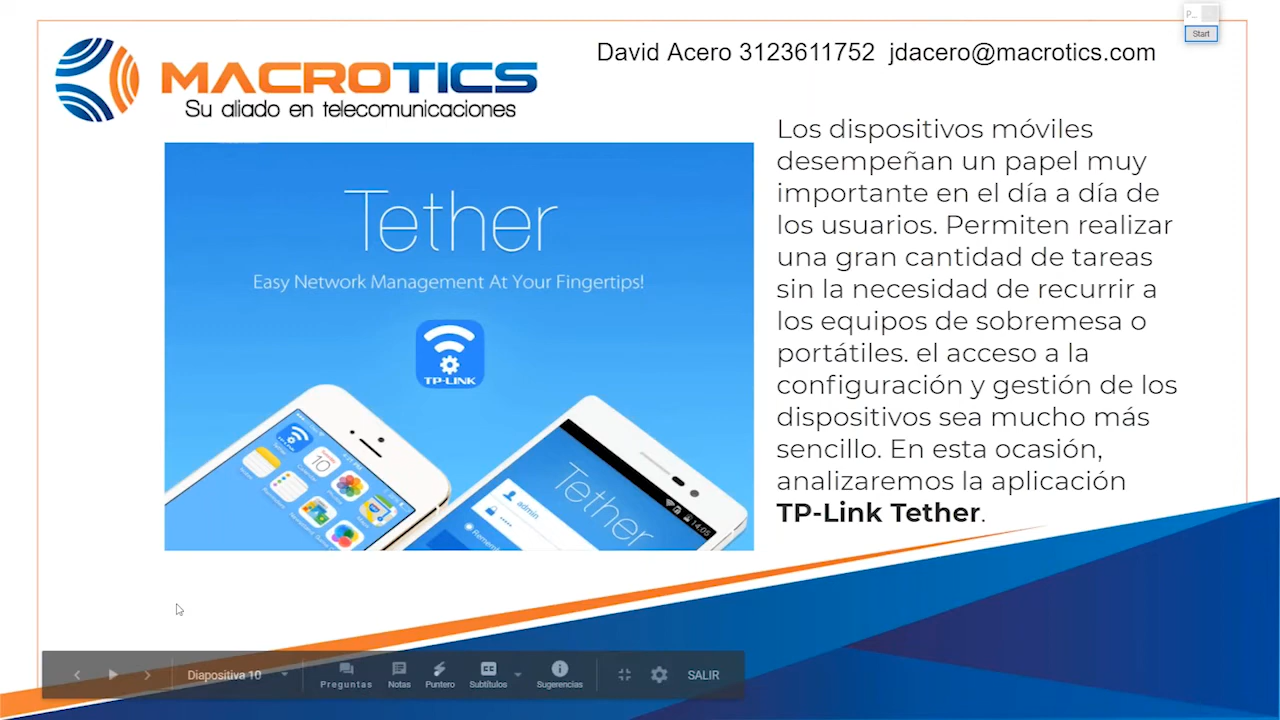 P...
Start
David Acero 3123611752 jdacero@macrotics.com
MACROTICS
Su aliado en telecomunicaciones
Tether
Easy Network Management At Your Fingertips!
TP-LINK
10
Tether
admin
14:05
Los dispositivos móviles
desempeñan un papel muy
importante en el día a día de
los usuarios. Permiten realizar
una gran cantidad de tareas
sin la necesidad de recurrir a
los equipos de sobremesa o
portátiles. el acceso a la
configuración y gestión de los
dispositivos sea mucho más
sencillo. En esta ocasión,
analizaremos la aplicación
TP-Link Tether.
Diapositiva 10
Preguntas
Notas
Puntero
Subtítulos
Sugerencias
SALIR